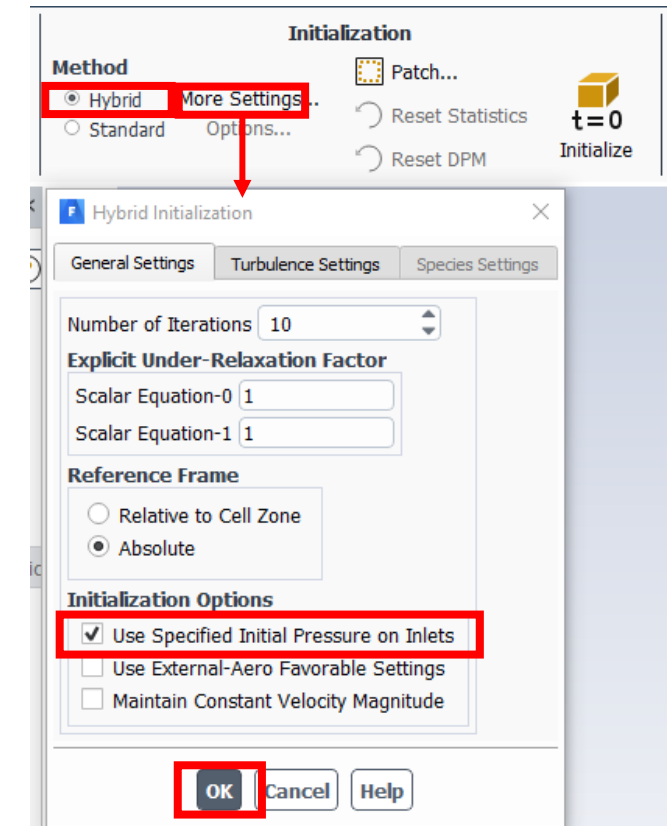 Initialization
Method
Hybrid More Settings...
Standard Options...
Patch...
Reset Statistics
Reset DPM
t=0
Initialize
F Hybrid Initialization
General Settings Turbulence Settings Species Settings
Number of Iterations 10
Explicit Under-Relaxation Factor
Scalar Equation-0 1
Scalar Equation-1 1
Reference Frame
Relative to Cell Zone
Absolute
Initialization Options
Use Specified Initial Pressure on Inlets
Use External-Aero Favorable Settings
Maintain Constant Velocity Magnitude
OK Cancel Help